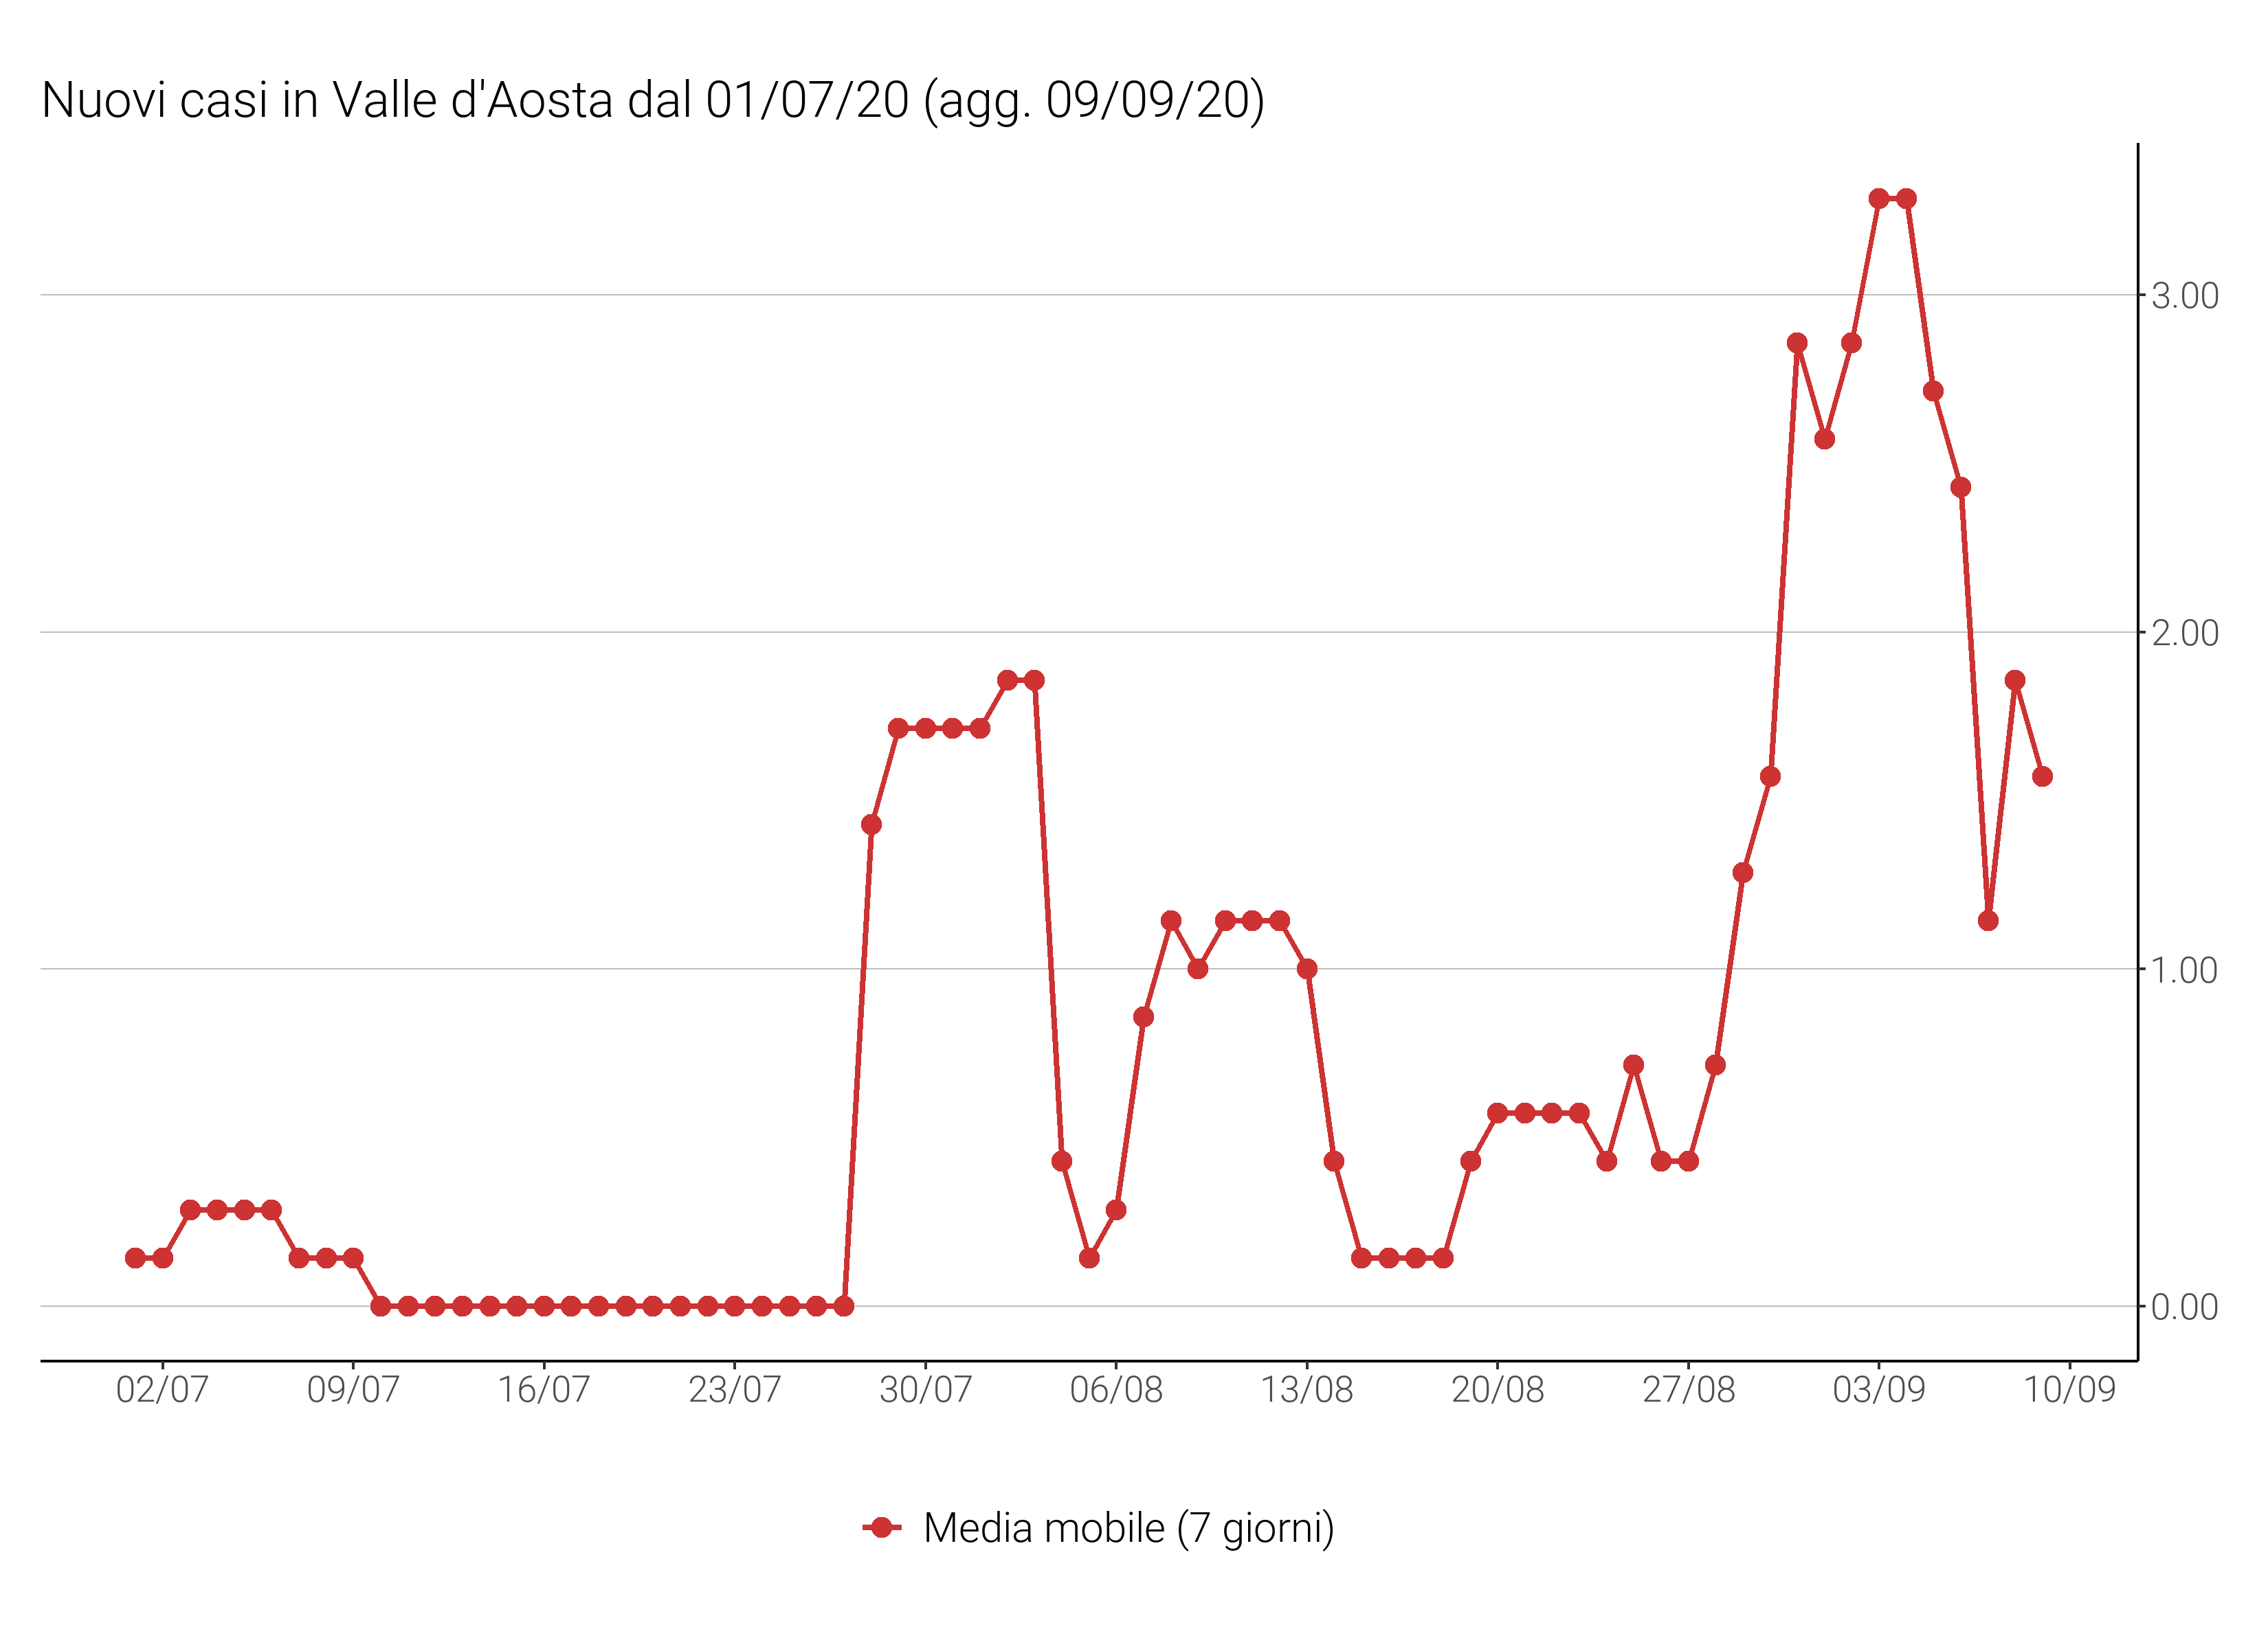 Nuovi casi in Valle d'Aosta dal 01/07/20 (agg. 09/09/20)
3.00
2.00
1.00
0.00
02/07 09/07 16/07 23/07 30/07 06/08 13/08 20/08 27/08 03/09 10/09
Media mobile (7 giorni)